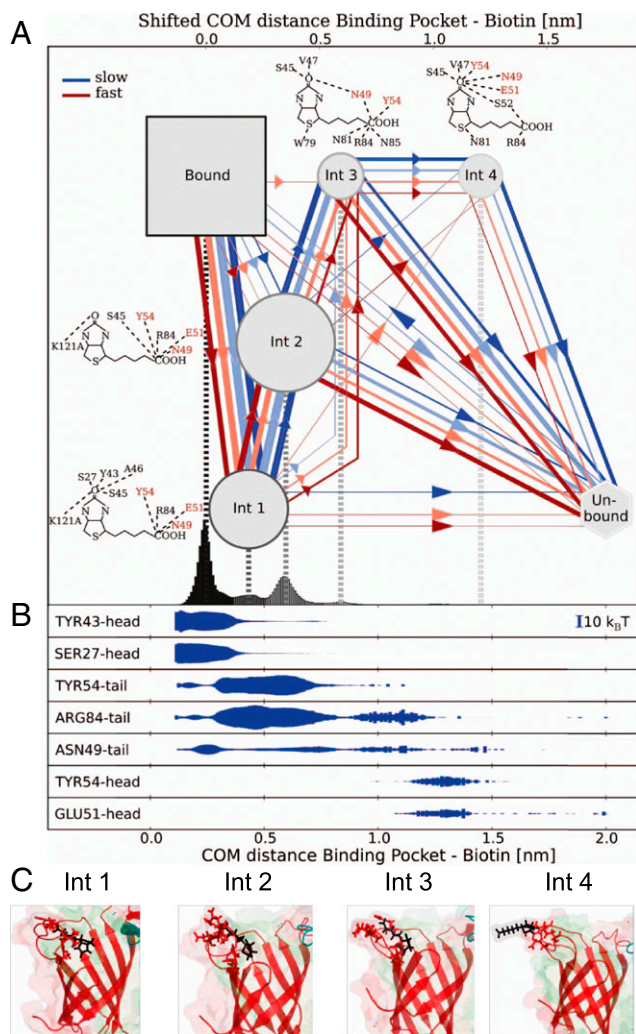 A
Shifted COM distance Binding Pocket - Biotin [nm]
0.0 0.5 1.0 1.5
slow
fast
V47
S45
O
N N
S
W79
N49
Y54
COOH
N81 R84 N85
V47 Y54
S45
O
N49
E51
S52
N N
S
COOH
N81 R84
Bound
Int 3
Int 4
Int 2
O
S45 Y54
N N
R84 E51
K121A
S
COOH
N49
Int 1
Un-
bound
S27 Y43 A46
O
S45 Y54
N N
R84 E51
K121A
S
COOH
N49
B
TYR43-head
I10 kBT
SER27-head
TYR54-tail
ARG84-tail
ASN49-tail
TYR54-head
GLU51-head
0.0 0.5 1.0 1.5 2.0
COM distance Binding Pocket - Biotin [nm]
C
Int 1 Int 2 Int 3 Int 4